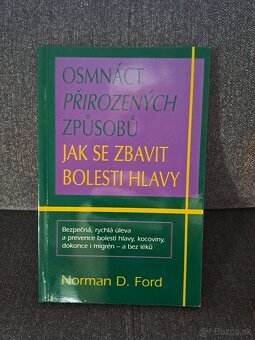 OSMNÁCT
PŘIROZENÝCH
ZPŮSOBŮ
JAK SE ZBAVIT
BOLESTI HLAVY
Bezpečná, rychlá úleva
a prevence bolestí hlavy, kocoviny,
dokonce i migrén – a bez léků
Norman D. Ford